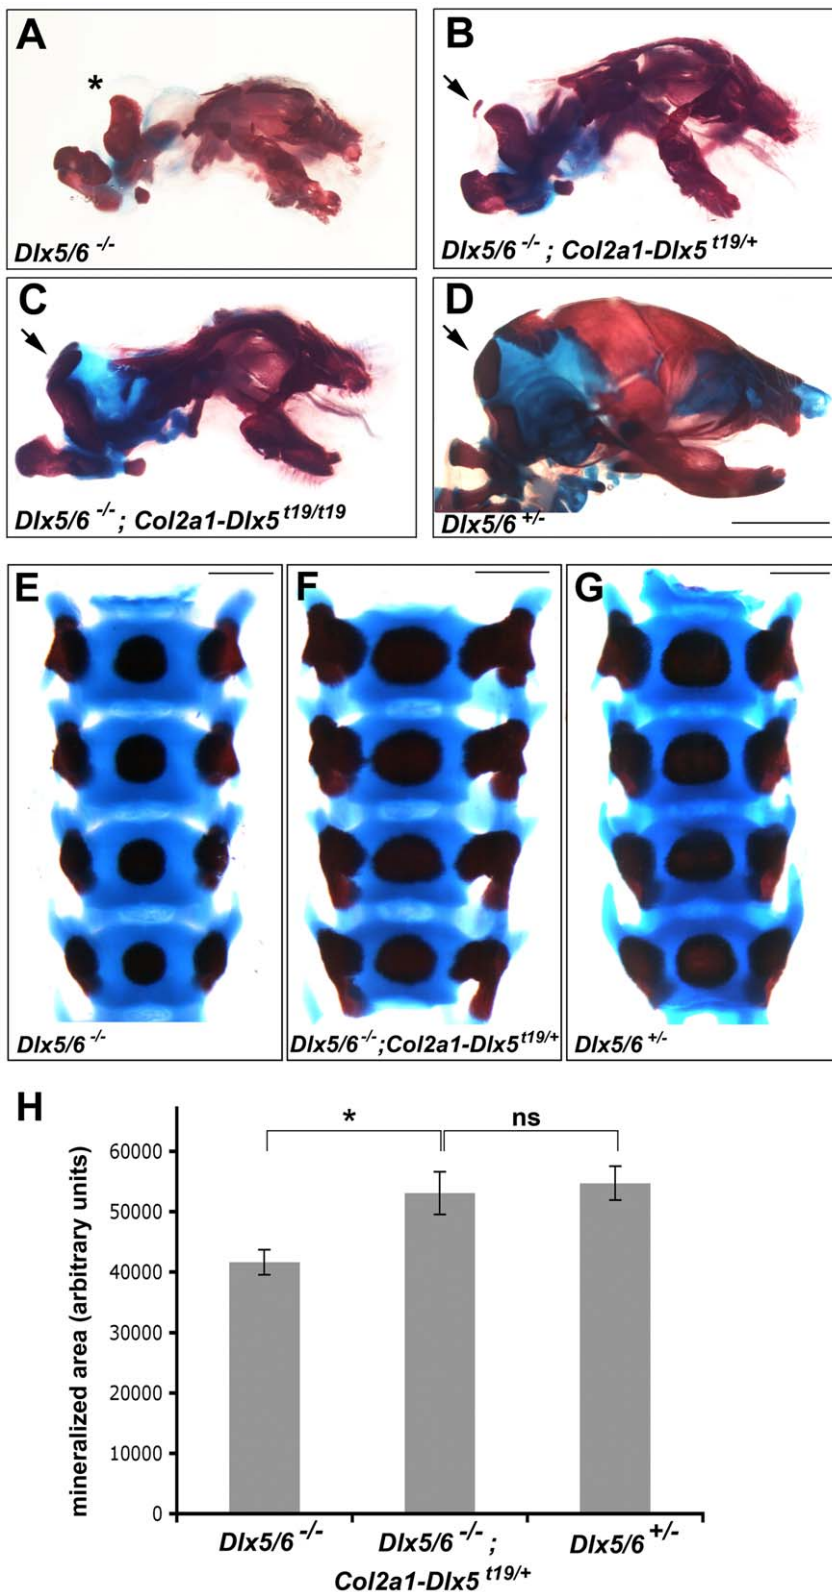 A
*
Dlx5/6 -/-
B
Dlx5/6 -/- ; Col2a1-Dlx5 t19/+
C
Dlx5/6 -/- ; Col2a1-Dlx5 t19/t19
D
Dlx5/6 +/-
E
Dlx5/6 -/-
F
Dlx5/6 -/- ;Col2a1-Dlx5 t19/+
G
Dlx5/6 +/-
H
* ns
mineralized area (arbitrary units)
60000
50000
40000
30000
20000
10000
0
Dlx5/6 -/-
Dlx5/6 -/- ;
Col2a1-Dlx5 t19/+
Dlx5/6 +/-